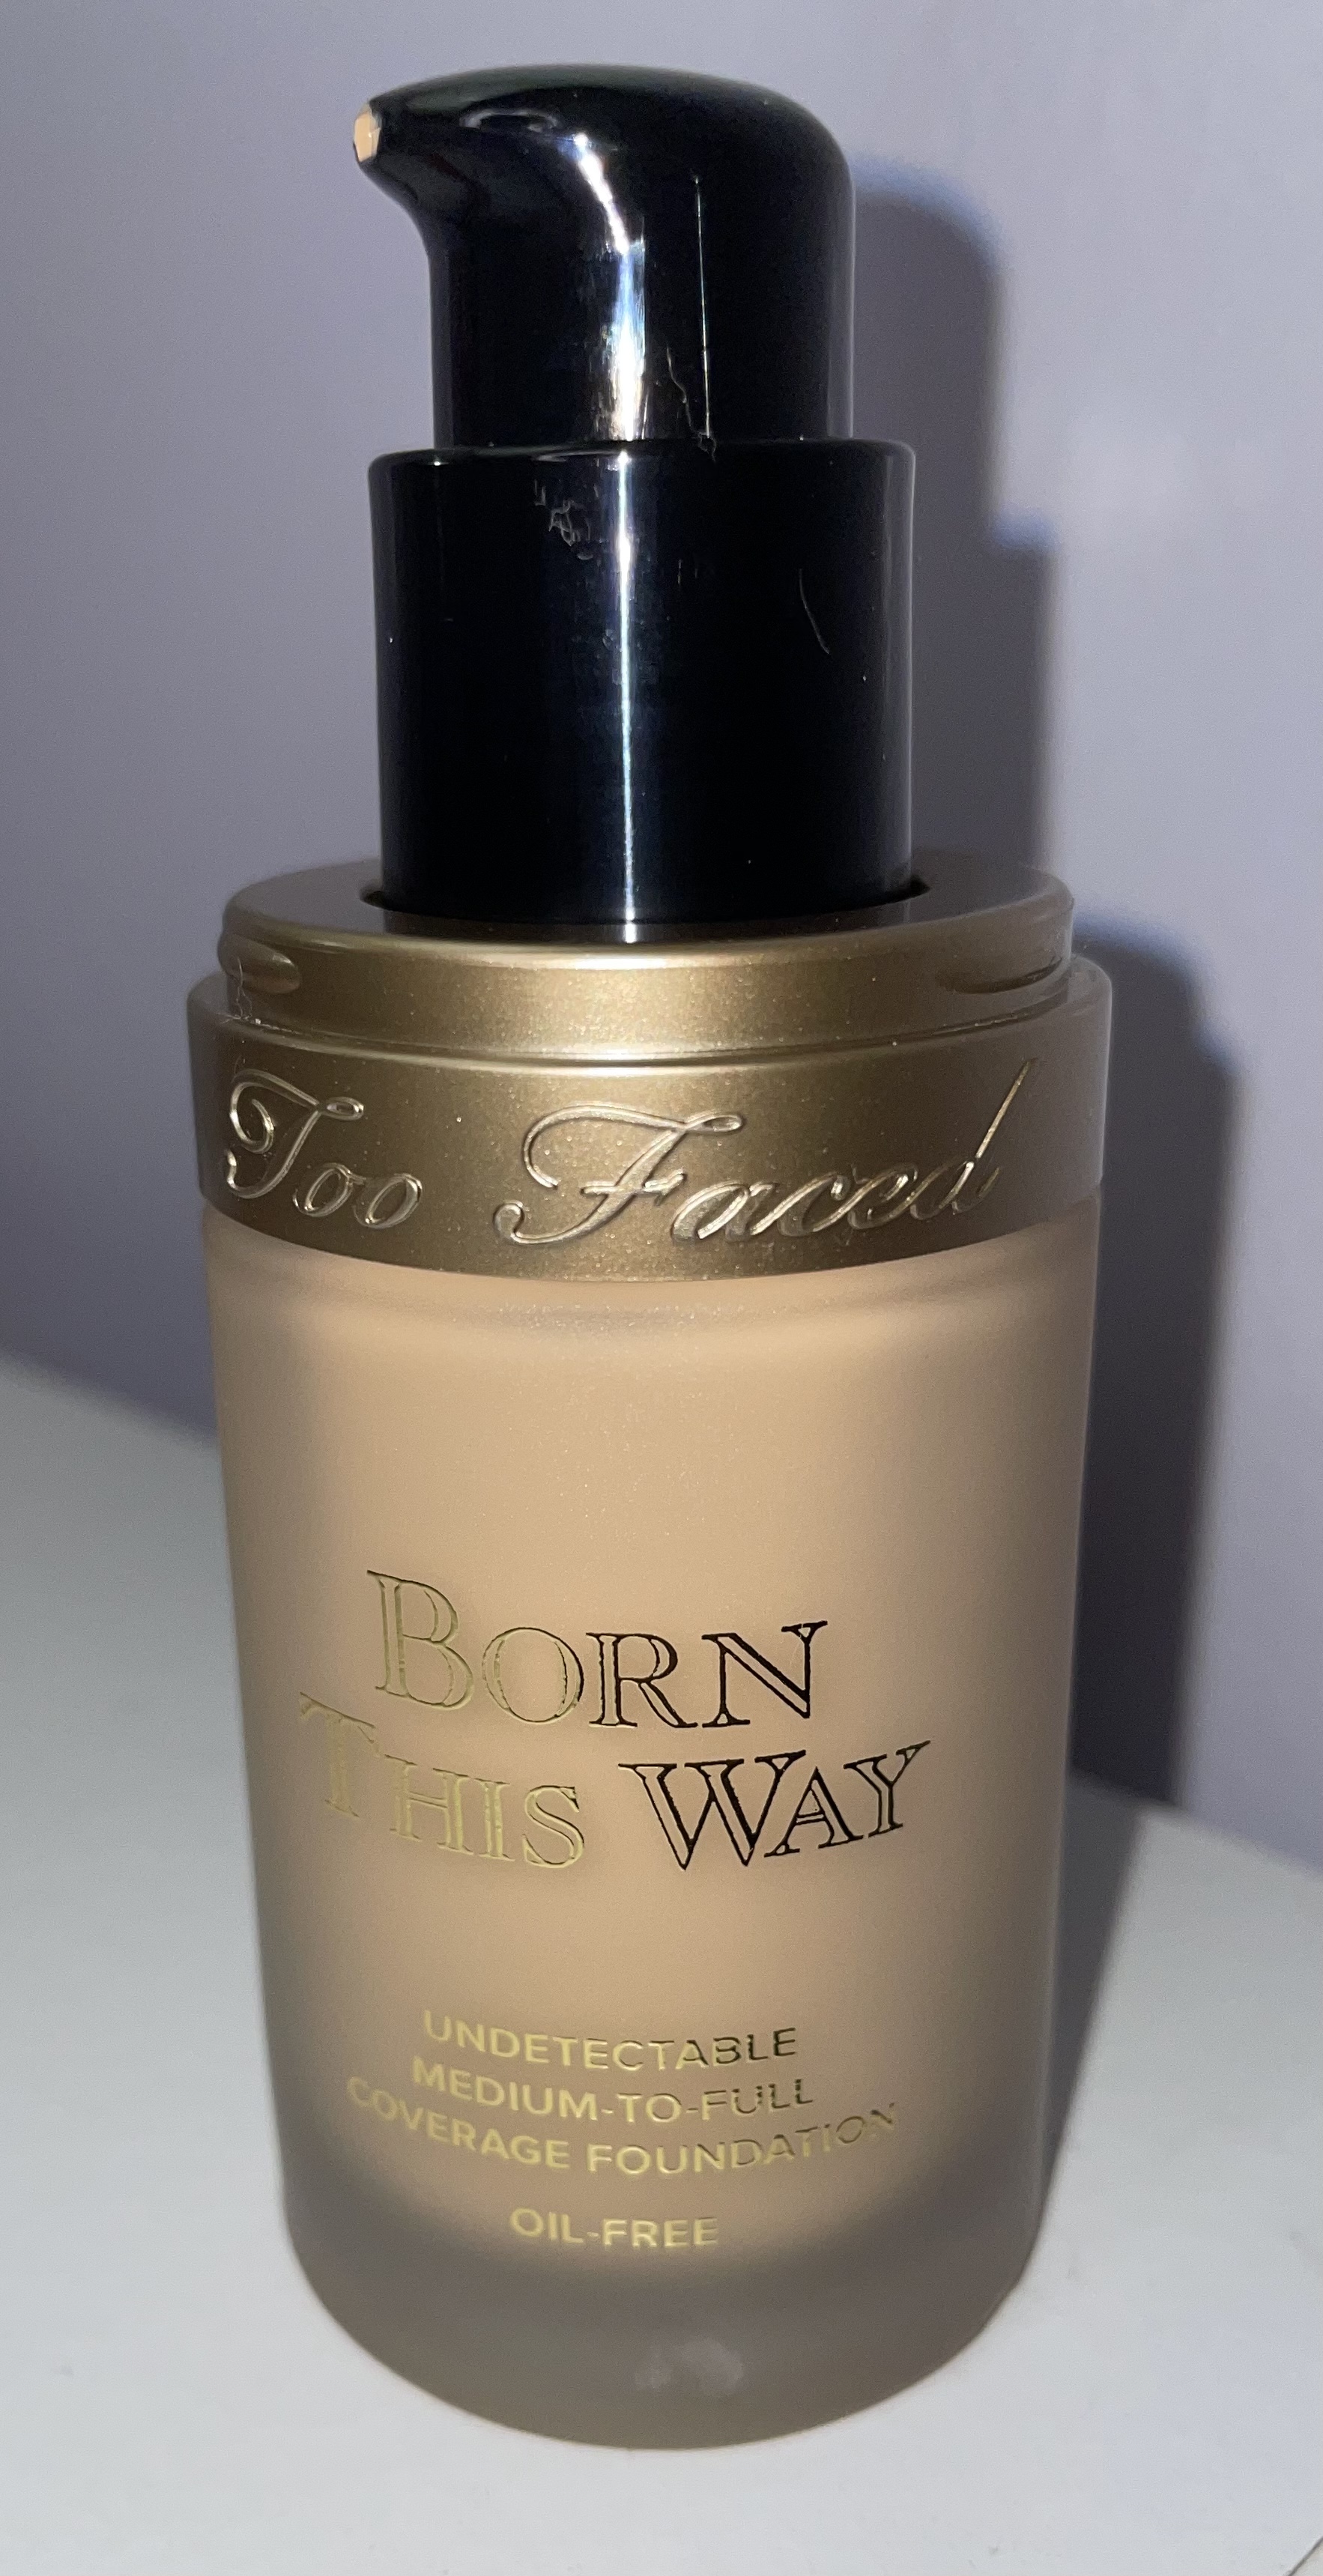 Too Faced
BORN
THIS WAY
UNDETECTABLE
MEDIUM-TO-FULL
COVERAGE FOUNDATION
OIL-FREE